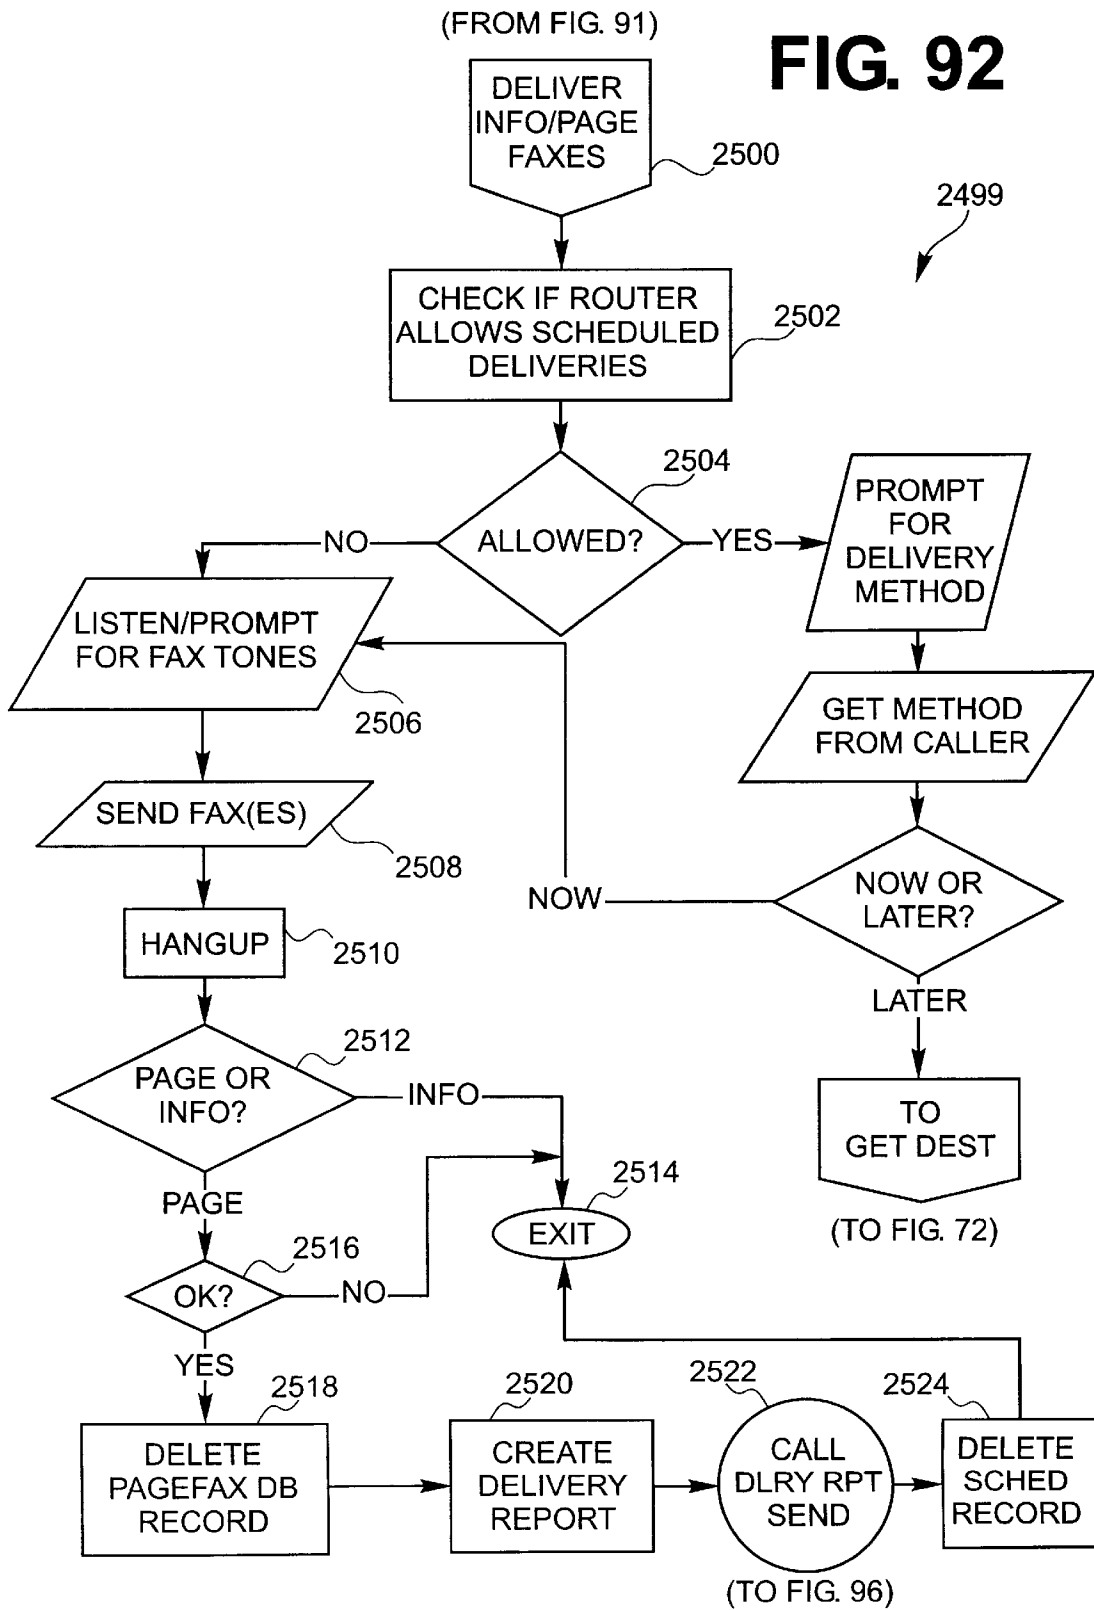 (FROM FIG. 91)
FIG. 92
DELIVER
INFO/PAGE
FAXES
2500
2499
CHECK IF ROUTER
ALLOWS SCHEDULED
DELIVERIES
2502
2504
ALLOWED?
NO
YES
PROMPT
FOR
DELIVERY
METHOD
LISTEN/PROMPT
FOR FAX TONES
2506
GET METHOD
FROM CALLER
SEND FAX(ES)
2508
NOW OR
LATER?
NOW
LATER
HANGUP
2510
2512
PAGE OR
INFO?
INFO
PAGE
TO
GET DEST
(TO FIG. 72)
2514
EXIT
2516
OK?
NO
YES
2518
DELETE
PAGEFAX DB
RECORD
2520
CREATE
DELIVERY
REPORT
2522
CALL
DLRY RPT
SEND
(TO FIG. 96)
2524
DELETE
SCHED
RECORD